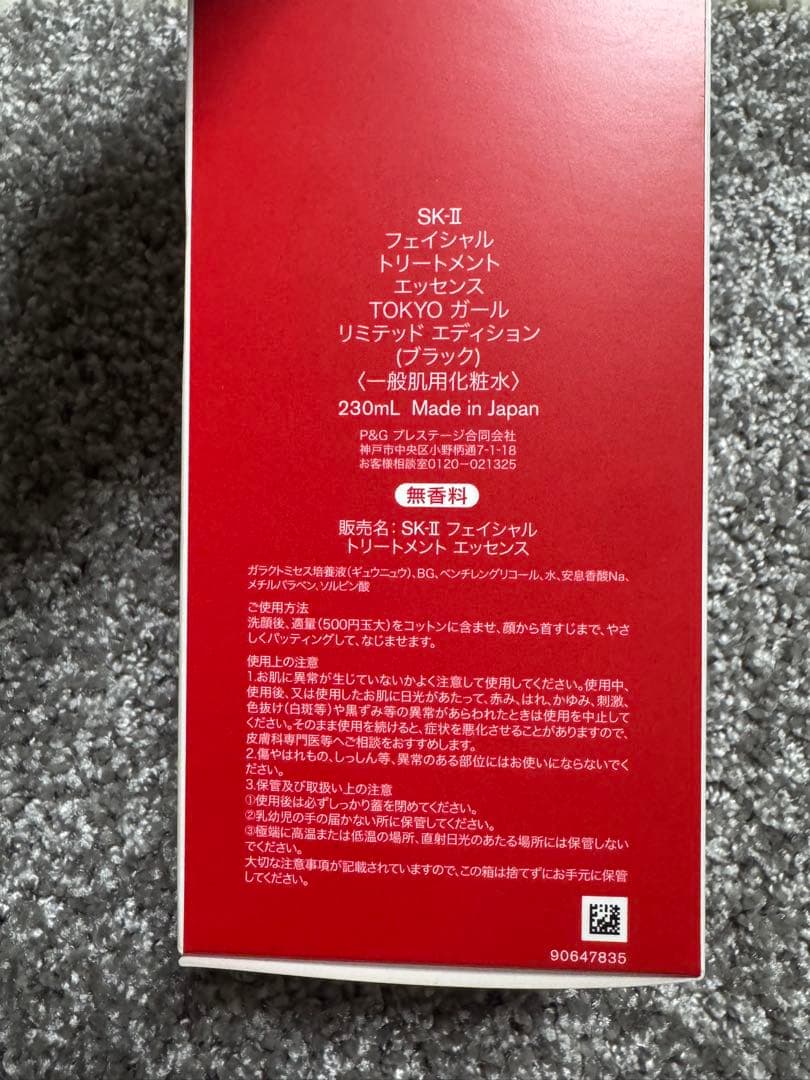 SK-II
フェイシャル
トリートメント
エッセンス
TOKYO ガール
リミテッド エディション
(ブラック)
〈一般肌用化粧水〉
230mL Made in Japan
P&G プレステージ合同会社
神戸市中央区小野柄通7-1-18
お客様相談室0120-021325
無香料
販売名：SK-II フェイシャル
トリートメント エッセンス
ガラクトミセス培養液(ギュウニュウ)、BG、ペンチレングリコール、水、安息香酸Na、
メチルパラベン、ソルビン酸
ご使用方法
洗顔後、適量(500円玉大)をコットンに含ませ、顔から首すじまで、やさ
しくパッティングして、なじませます。
使用上の注意
1.お肌に異常が生じていないかよく注意して使用してください。使用中、
使用後、又は使用したお肌に日光があたって、赤み、はれ、かゆみ、刺激、
色抜け(白斑等)や黒ずみ等の異常があらわれたときは使用を中止して
ください。そのまま使用を続けると、症状を悪化させることがありますので、
皮膚科専門医等へご相談をおすすめします。
2.傷やはれもの、しっしん等、異常のある部位にはお使いにならないでく
ださい。
3.保管及び取扱い上の注意
①使用後は必ずしっかり蓋を閉めてください。
②乳幼児の手の届かない所に保管してください。
③極端に高温または低温の場所、直射日光のあたる場所には保管しない
でください。
大切な注意事項が記載されていますので、この箱は捨てずにお手元に保管
してください。
90647835